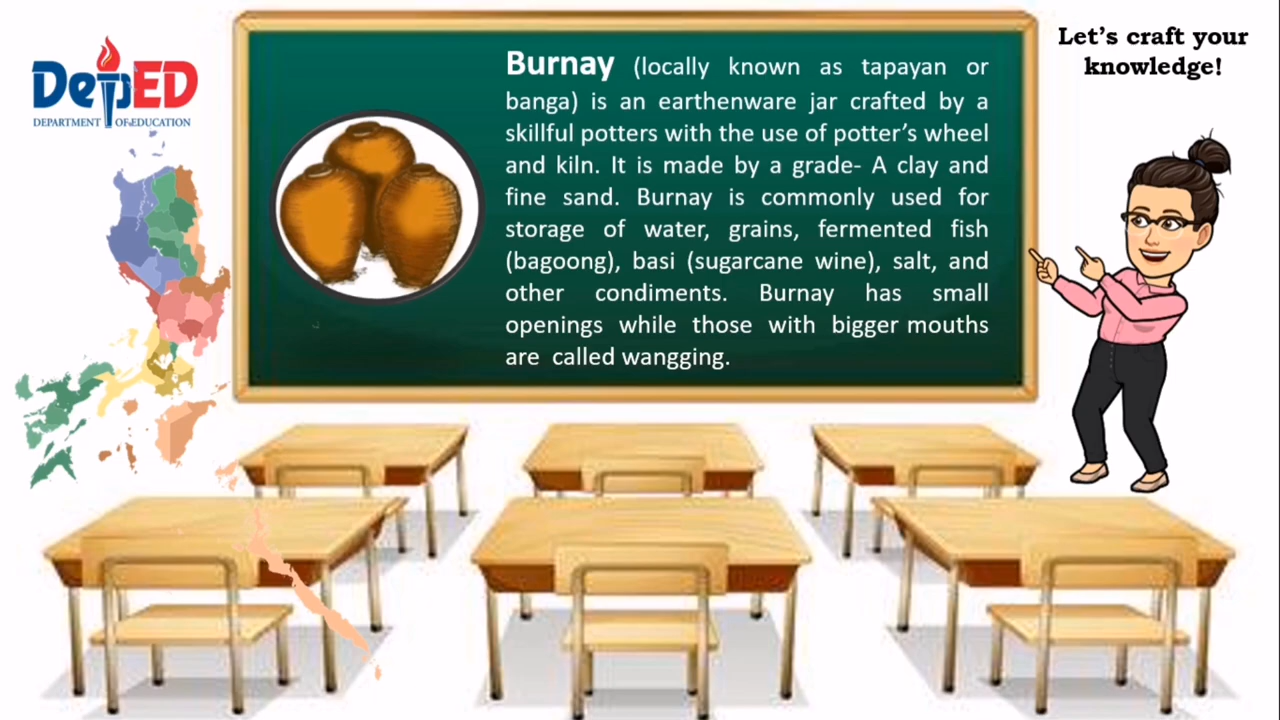 DepED
DEPARTMENT OF EDUCATION
Let's craft your
knowledge!
Burnay (locally known as tapayan or
banga) is an earthenware jar crafted by a
skillful potters with the use of potter's wheel
and kiln. It is made by a grade- A clay and
fine sand. Burnay is commonly used for
storage of water, grains, fermented fish
(bagoong), basi (sugarcane wine), salt, and
other condiments. Burnay has small
openings while those with bigger mouths
are called wangging.